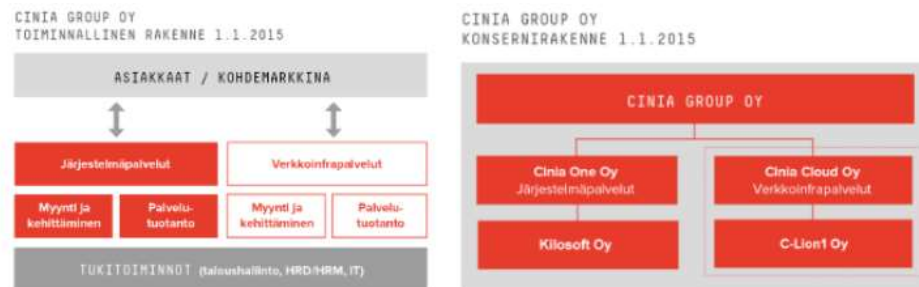 CINIA GROUP OY
TOIMINNALLINEN RAKENNE 1.1.2015
ASIAKKAAT / KOHDEMARKKINA
Järjestelmäpalvelut
Verkkoinfrapalvelut
Myynti ja
kehittäminen
Palvelu-
tuotanto
Myynti ja
kehittäminen
Palvelu-
tuotanto
TUKITOIMINNOT (taloushallinto, HRD/HRM, IT)
CINIA GROUP OY
KONSERNIRAKENNE 1.1.2015
CINIA GROUP OY
Cinia One Oy
Järjestelmäpalvelut
Cinia Cloud Oy
Verkkoinfrapalvelut
Kilosoft Oy
C-Lion1 Oy